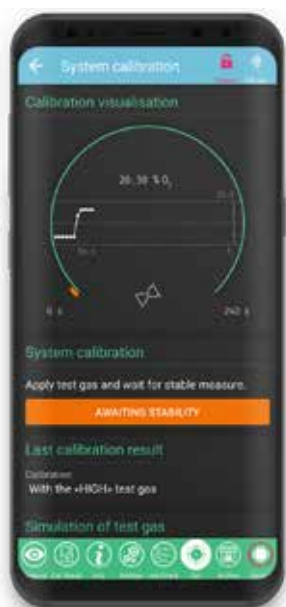 System calibration
Calibration visualisation
20.30 % O₂
0 s
240 s
System calibration
Apply test gas and wait for stable measure.
AWAITING STABILITY
Last calibration result
Calibration
With the «HIGH» test gas
Simulation of test gas